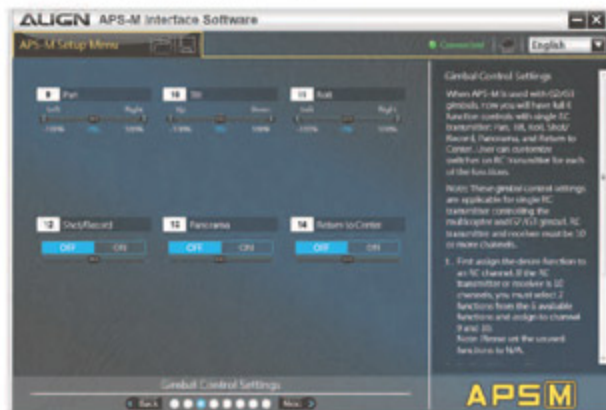 ALIGN APS-M Interface Software
APS-M Setup Menu
Connected English
9 Pan 10 Tilt 11 Roll
Left Right Up Down Left Right
-100% 0% 100% -100% 0% 100% -100% 0% 100%
12 Shot/Record 13 Panorama 14 Return to Center
OFF ON OFF ON OFF ON
Gimbal Control Settings
When APS-M is used with G2/G3
gimbals, now you will have full 6
function controls with single RC
transmitter: Pan, Tilt, Roll, Shot/
Record, Panorama, and Return to
Center. User can customize
switches on RC transmitter for each
of the functions.
Note: These gimbal control settings
are applicable for single RC
transmitter controlling the
multicopter and G2/G3 gimbal. RC
transmitter and receiver must be 10
or more channels.
1. First assign the desire function to
an RC channel. If the RC
transmitter or receiver is 10
channels, you must select 2
functions from the 6 available
functions and assign to channel
9 and 10.
Note: Please set the unused
functions to N/A.
Gimbal Control Settings
Back Next
APSM